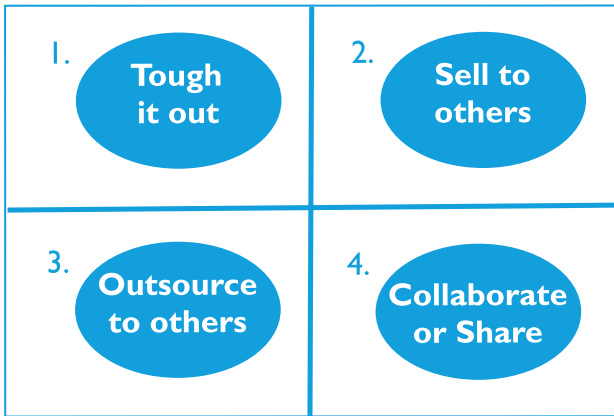 1.
Tough
it out
2.
Sell to
others
3.
Outsource
to others
4.
Collaborate
or Share